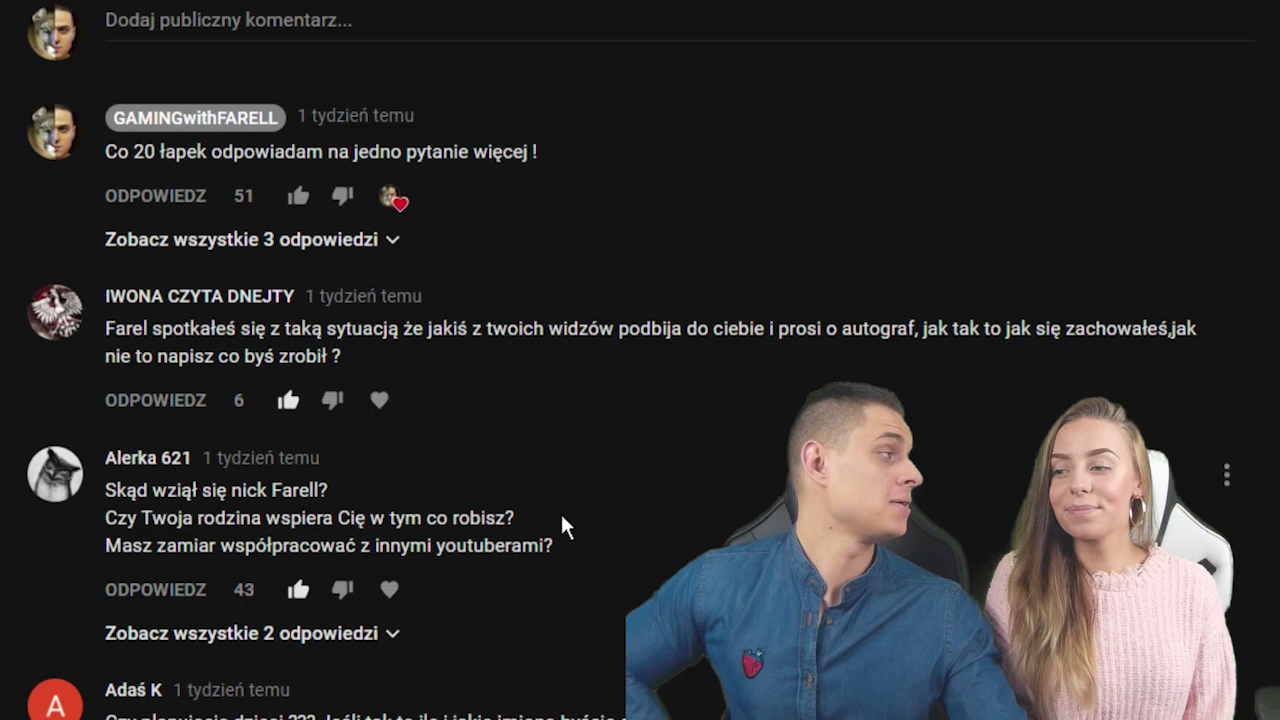 Dodaj publiczny komentarz...
GAMINGwithFARELL 1 tydzień temu
Co 20 łapek odpowiadam na jedno pytanie więcej !
ODPOWIEDZ 51
Zobacz wszystkie 3 odpowiedzi
IWONA CZYTA DNEJTY 1 tydzień temu
Farel spotkałeś się z taką sytuacją że jakiś z twoich widzów podbija do ciebie i prosi o autograf, jak tak to jak się zachowałeś,jak
nie to napisz co byś zrobił ?
ODPOWIEDZ 6
Alerka 621 1 tydzień temu
Skąd wziął się nick Farell?
Czy Twoja rodzina wspiera Cię w tym co robisz?
Masz zamiar współpracować z innymi youtuberami?
ODPOWIEDZ 43
Zobacz wszystkie 2 odpowiedzi
A
Adaś K 1 tydzień temu